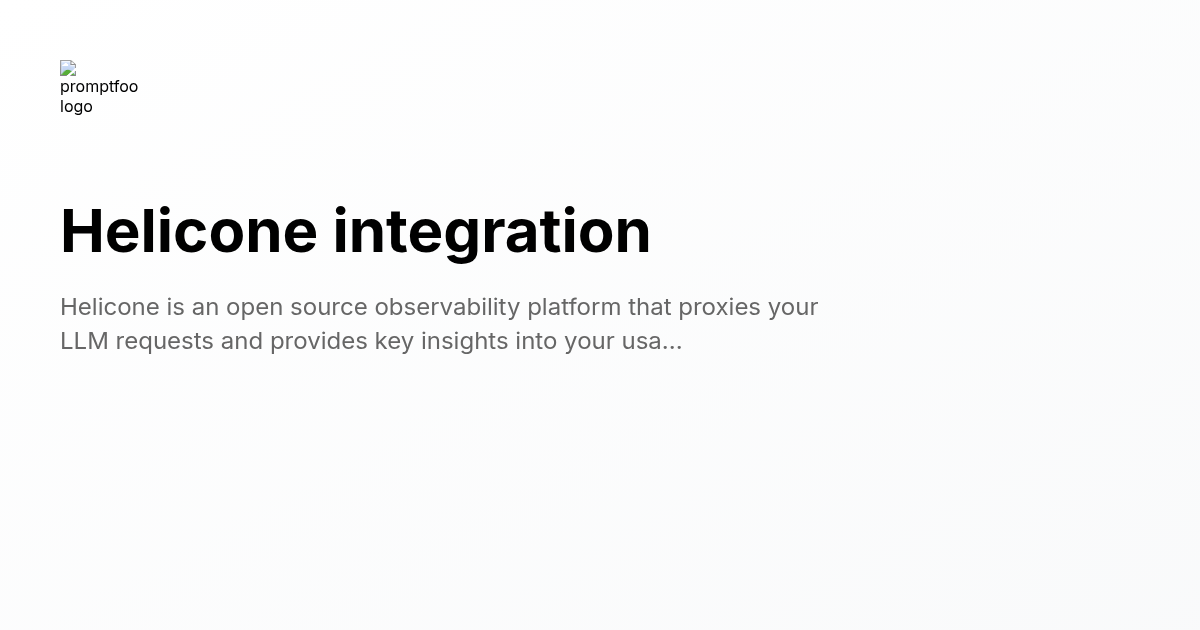 promptfoo
logo
Helicone integration
Helicone is an open source observability platform that proxies your
LLM requests and provides key insights into your usa...